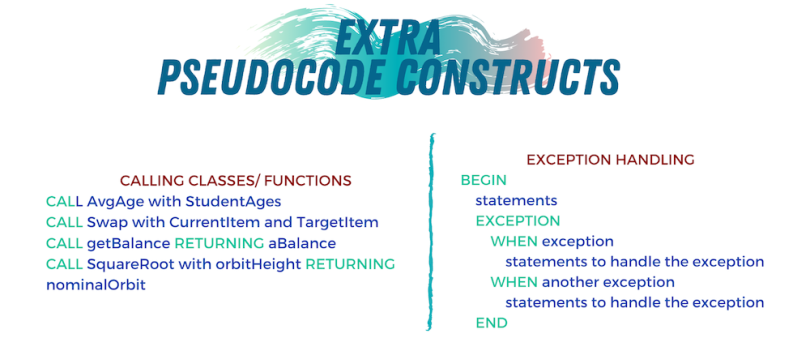 EXTRA
PSEUDOCODE CONSTRUCTS
CALLING CLASSES/ FUNCTIONS
CALL AvgAge with StudentAges
CALL Swap with CurrentItem and TargetItem
CALL getBalance RETURNING aBalance
CALL SquareRoot with orbitHeight RETURNING
nominalOrbit
EXCEPTION HANDLING
BEGIN
statements
EXCEPTION
WHEN exception
statements to handle the exception
WHEN another exception
statements to handle the exception
END